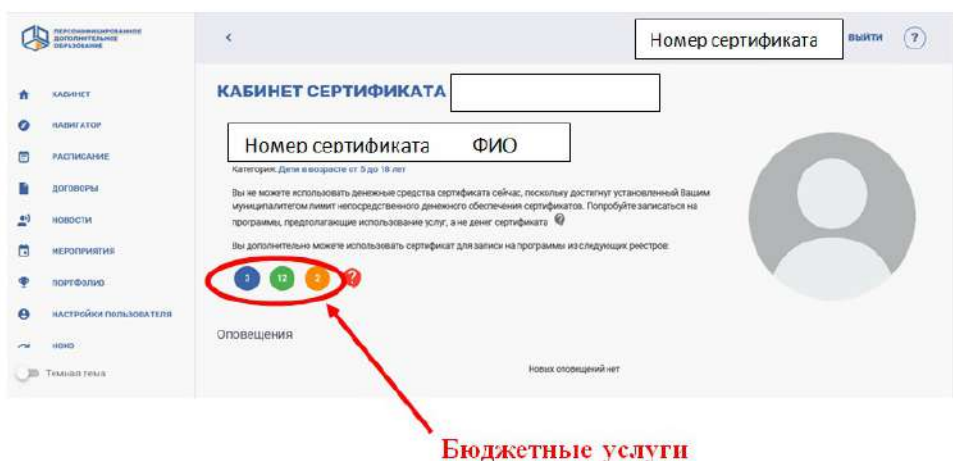 ПЕРСОНИФИЦИРОВАННОЕ
ДОПОЛНИТЕЛЬНОЕ
ОБРАЗОВАНИЕ
Номер сертификата
ВЫЙТИ
?
КАБИНЕТ
НАВИГАТОР
РАСПИСАНИЕ
ДОГОВОРЫ
НОВОСТИ
МЕРОПРИЯТИЯ
ПОРТФОЛИО
НАСТРОЙКИ ПОЛЬЗОВАТЕЛЯ
Темная тема
КАБИНЕТ СЕРТИФИКАТА
Номер сертификата ФИО
Категория: Дети в возрасте от 5 до 18 лет
Вы не можете использовать денежные средства сертификата сейчас, поскольку достигнут установленный Вашим
муниципалитетом лимит непосредственного денежного обеспечения сертификатов. Попробуйте записаться на
программы, предполагающие использование услуг, а не денег сертификата ?
Вы дополнительно можете использовать сертификат для записи на программы из следующих реестров:
3 12 2 ?
Оповещения
Новых оповещений нет
Бюджетные услуги